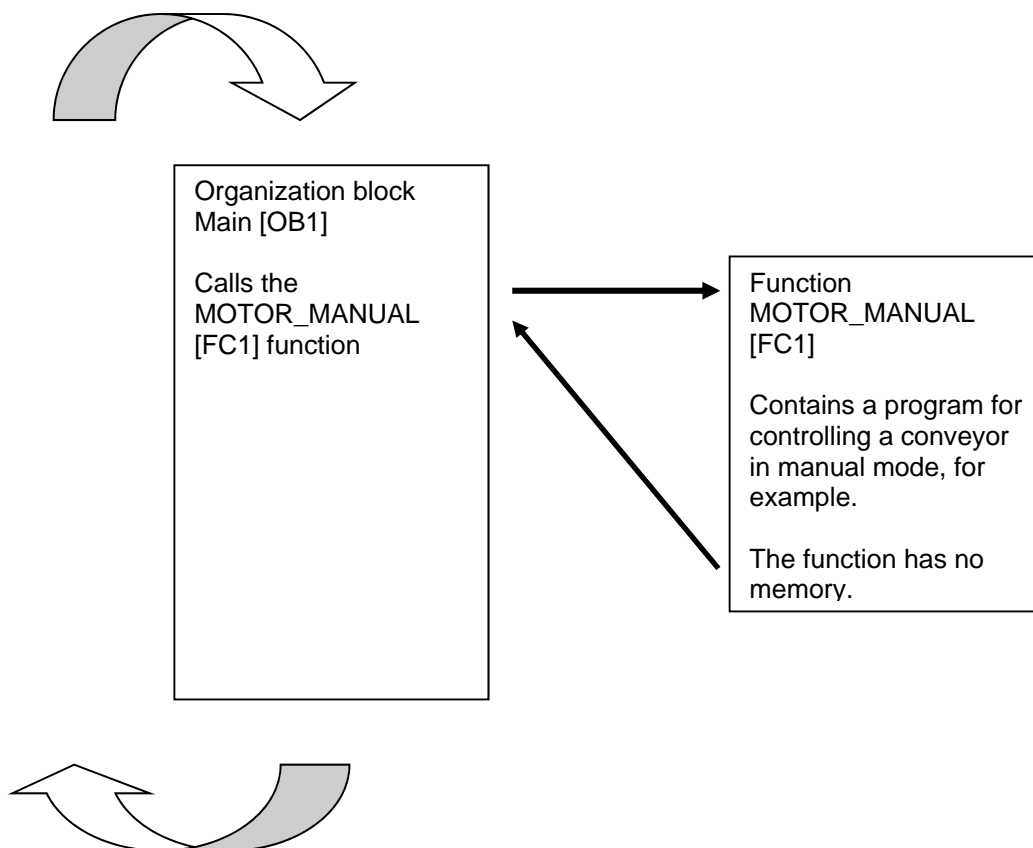 Organization block
Main [OB1]
Calls the
MOTOR_MANUAL
[FC1] function
Function
MOTOR_MANUAL
[FC1]
Contains a program for
controlling a conveyor
in manual mode, for
example.
The function has no
memory.